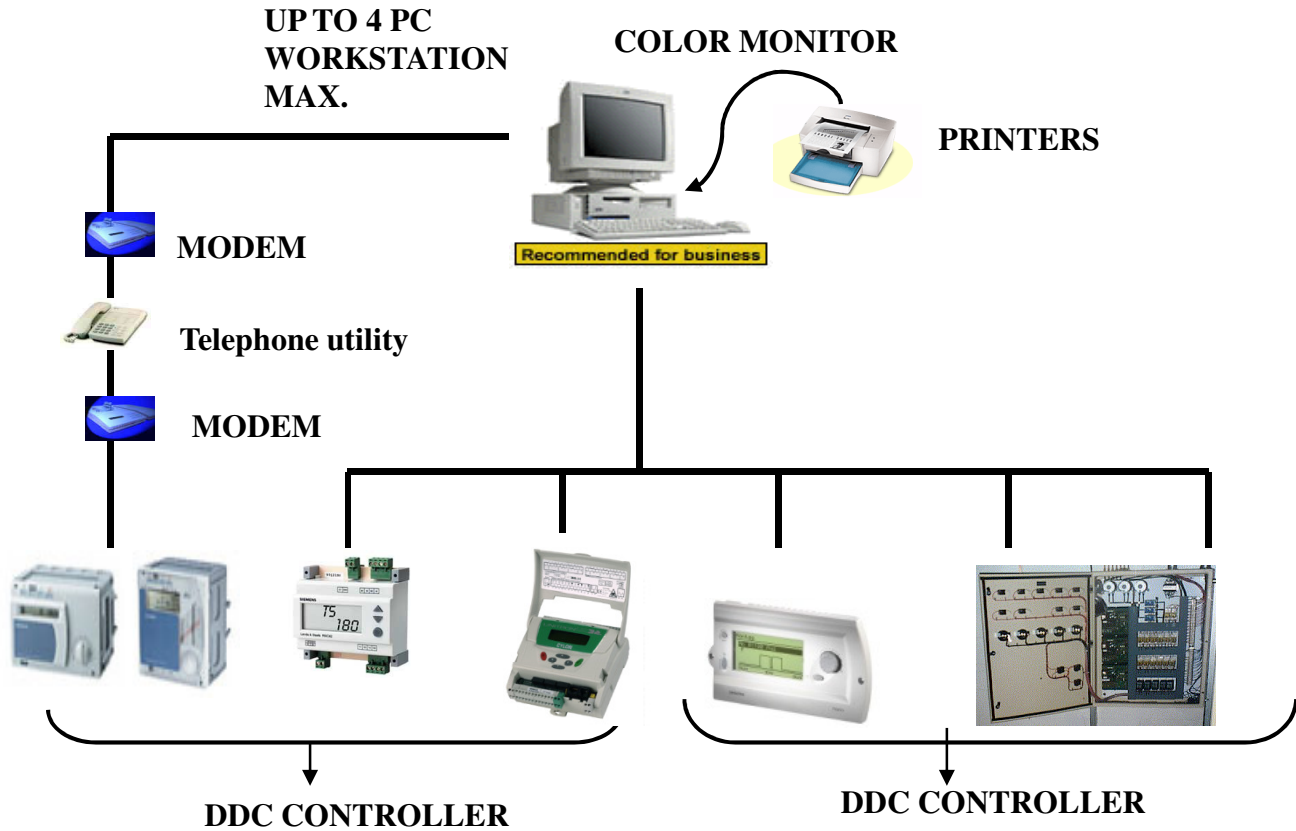 UP TO 4 PC
WORKSTATION
MAX.
COLOR MONITOR
PRINTERS
Recommended for business
MODEM
Telephone utility
MODEM
SIEMENS
TS
180
DDC CONTROLLER
DDC CONTROLLER